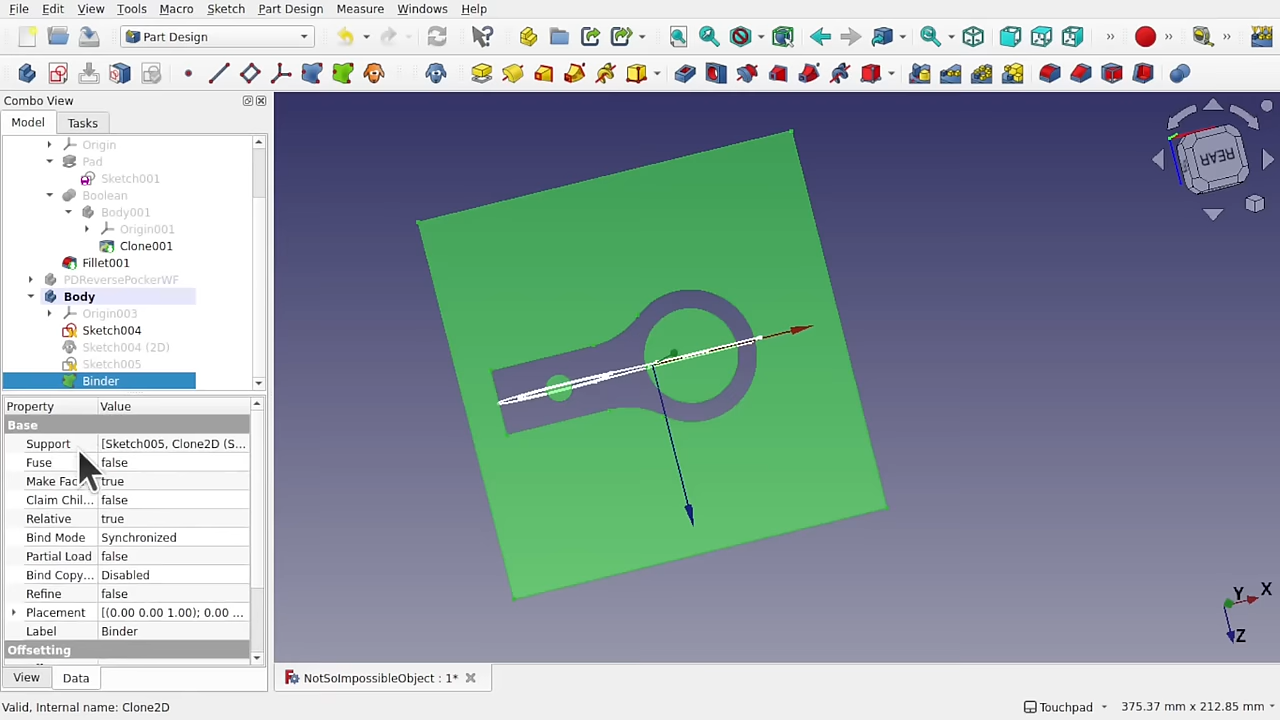 File Edit View Tools Macro Sketch Part Design Measure Windows Help
Part Design
Combo View
Model Tasks
Origin
Pad
Sketch001
Boolean
Body001
Origin001
Clone001
Fillet001
PDReversePockerWF
Body
Origin003
Sketch004
Sketch004 (2D)
Sketch005
Binder
Property Value
Base
Support [Sketch005, Clone2D (S...
Fuse false
Make Fac true
Claim Chil... false
Relative true
Bind Mode Synchronized
Partial Load false
Bind Copy... Disabled
Refine false
Placement [(0.00 0.00 1.00); 0.00 ...
Label Binder
Offsetting
View Data
REAR
X
Y
Z
NotSoImpossibleObject : 1*
Valid, Internal name: Clone2D
Touchpad 375.37 mm x 212.85 mm